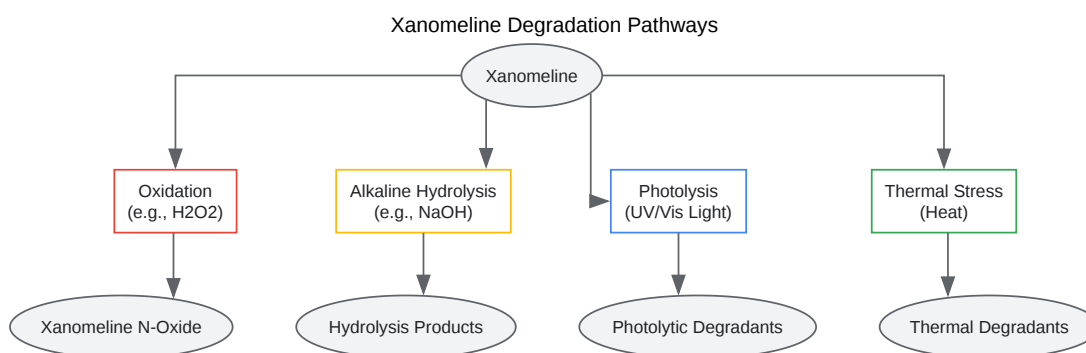 Xanomeline Degradation Pathways
Xanomeline
Oxidation
(e.g., H2O2)
Alkaline Hydrolysis
(e.g., NaOH)
Photolysis
(UV/Vis Light)
Thermal Stress
(Heat)
Xanomeline N-Oxide
Hydrolysis Products
Photolytic Degradants
Thermal Degradants